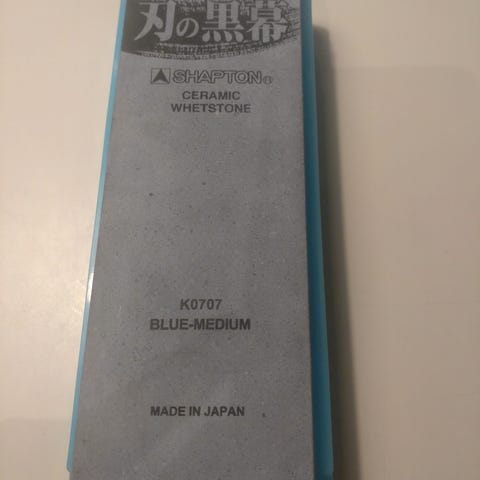 刃の黒幕
SHAPTON®
CERAMIC
WHETSTONE
K0707
BLUE-MEDIUM
MADE IN JAPAN